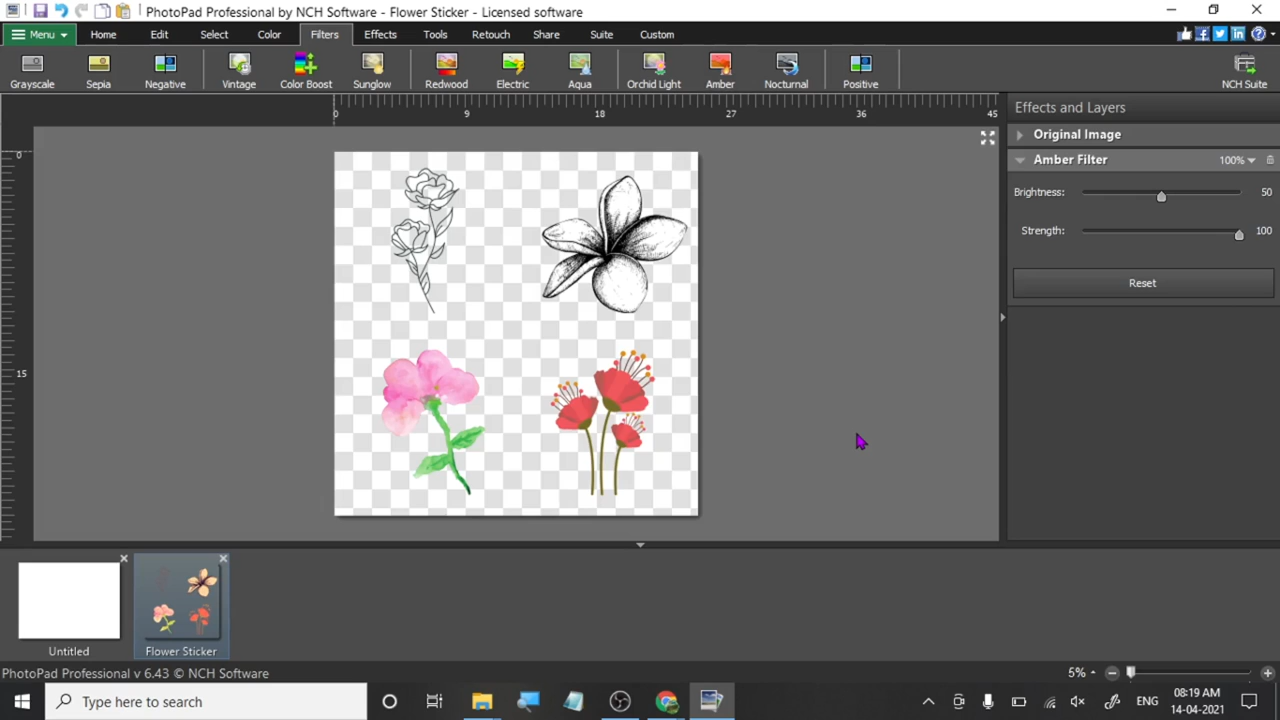 PhotoPad Professional by NCH Software - Flower Sticker - Licensed software
Menu Home Edit Select Color Filters Effects Tools Retouch Share Suite Custom
Grayscale Sepia Negative Vintage Color Boost Sunglow Redwood Electric Aqua Orchid Light Amber Nocturnal Positive NCH Suite
0 9 18 27 36 45
Effects and Layers
Original Image
0
Amber Filter 100%
Brightness: 50
Strength: 100
Reset
15
Untitled
Flower Sticker
PhotoPad Professional v 6.43 © NCH Software 5%
Type here to search
ENG
08:19 AM
14-04-2021